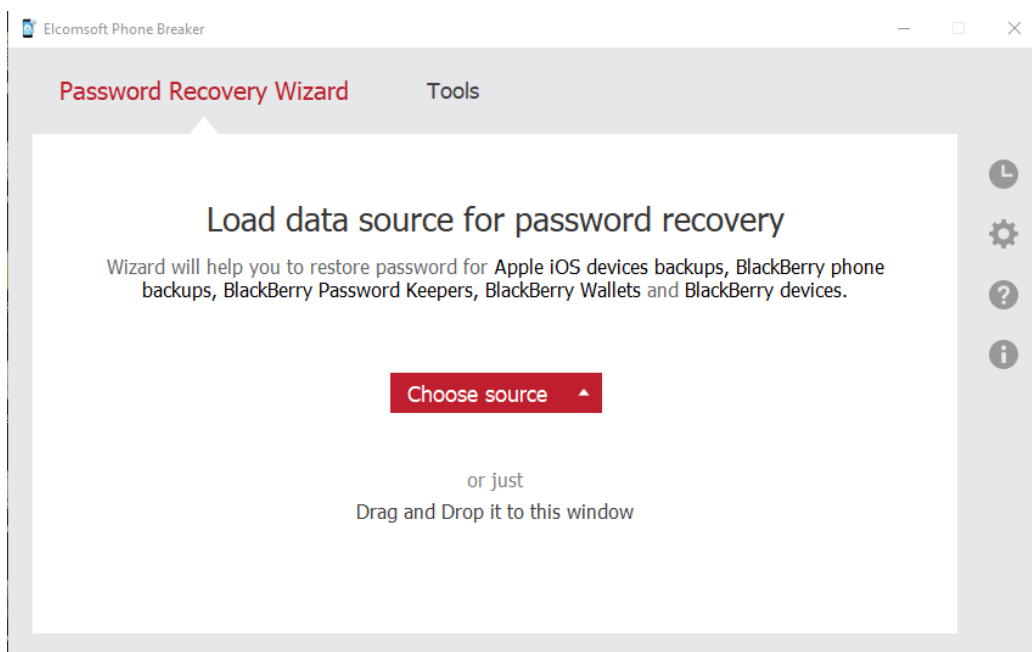 Elcomsoft Phone Breaker
Password Recovery Wizard
Tools
Load data source for password recovery
Wizard will help you to restore password for Apple iOS devices backups, BlackBerry phone
backups, BlackBerry Password Keepers, BlackBerry Wallets and BlackBerry devices.
Choose source
or just
Drag and Drop it to this window